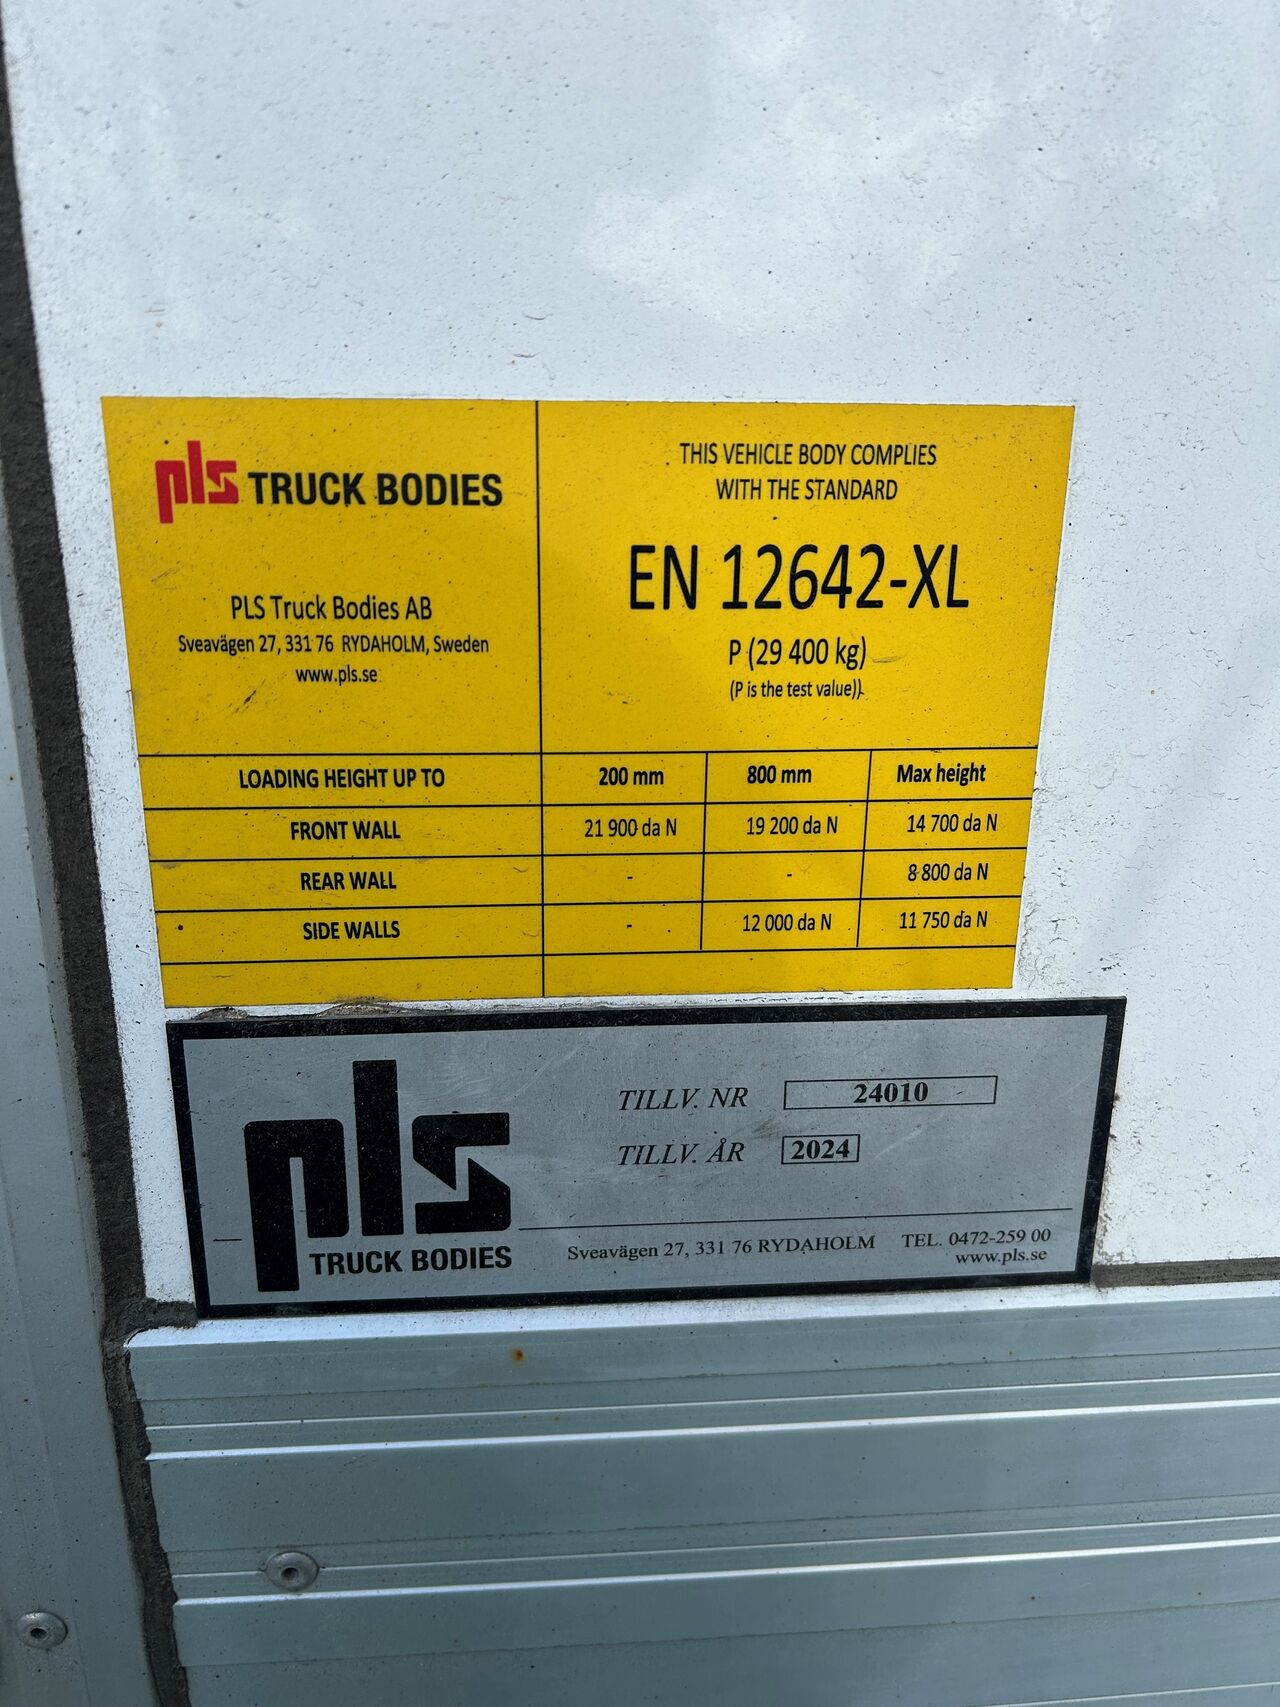 pls TRUCK BODIES
PLS Truck Bodies AB
Sveavägen 27, 331 76 RYDAHOLM, Sweden
www.pls.se
THIS VEHICLE BODY COMPLIES
WITH THE STANDARD
EN 12642-XL
P (29 400 kg)
(P is the test value))
LOADING HEIGHT UP TO 200 mm 800 mm Max height
FRONT WALL 21 900 da N 19 200 da N 14 700 da N
REAR WALL - - 8 800 da N
SIDE WALLS - 12 000 da N 11 750 da N
pls
TRUCK BODIES
TILLV. NR 24010
TILLV. ÅR 2024
Sveavägen 27, 331 76 RYDAHOLM TEL. 0472-259 00
www.pls.se